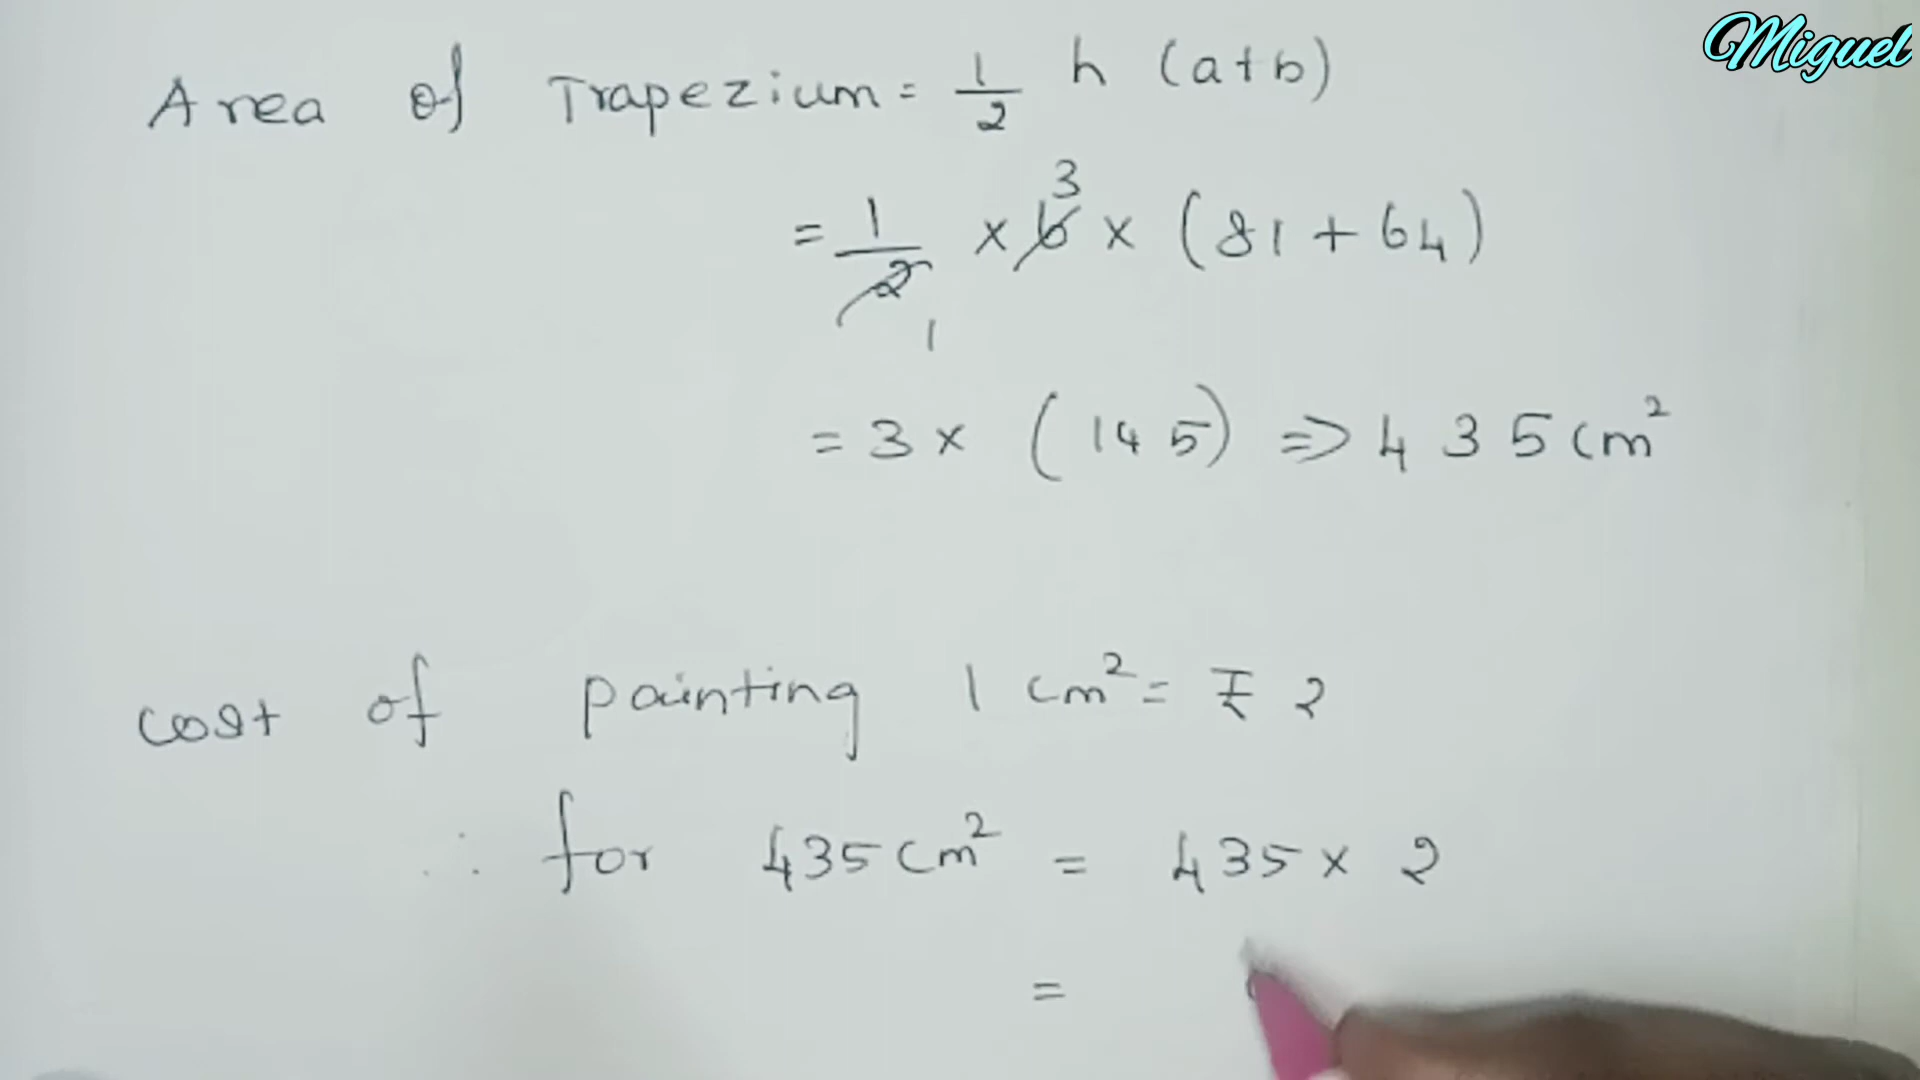 Miguel
Area of Trapezium = 1/2 h (a+b)
= 1/2 × 6 × (81 + 64)
3
1
= 3 × (145) ⇒ 435 cm²
cost of painting 1 cm² = ₹ 2
∴ for 435 cm² = 435 × 2
=